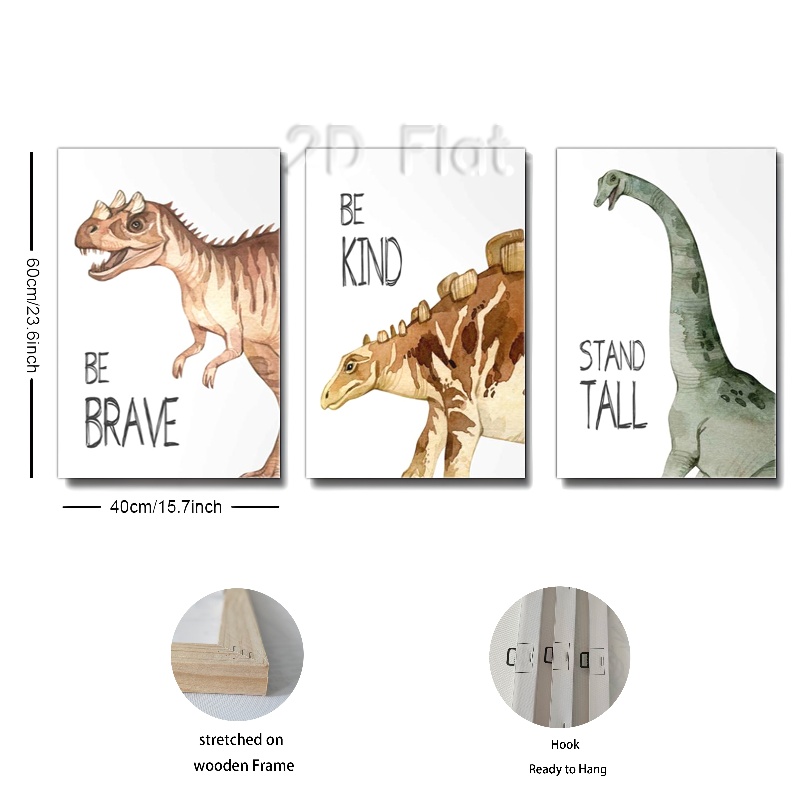 2D Flat
BE
BRAVE
BE
KIND
STAND
TALL
60cm/23.6inch
40cm/15.7inch
stretched on
wooden Frame
Hook
Ready to Hang